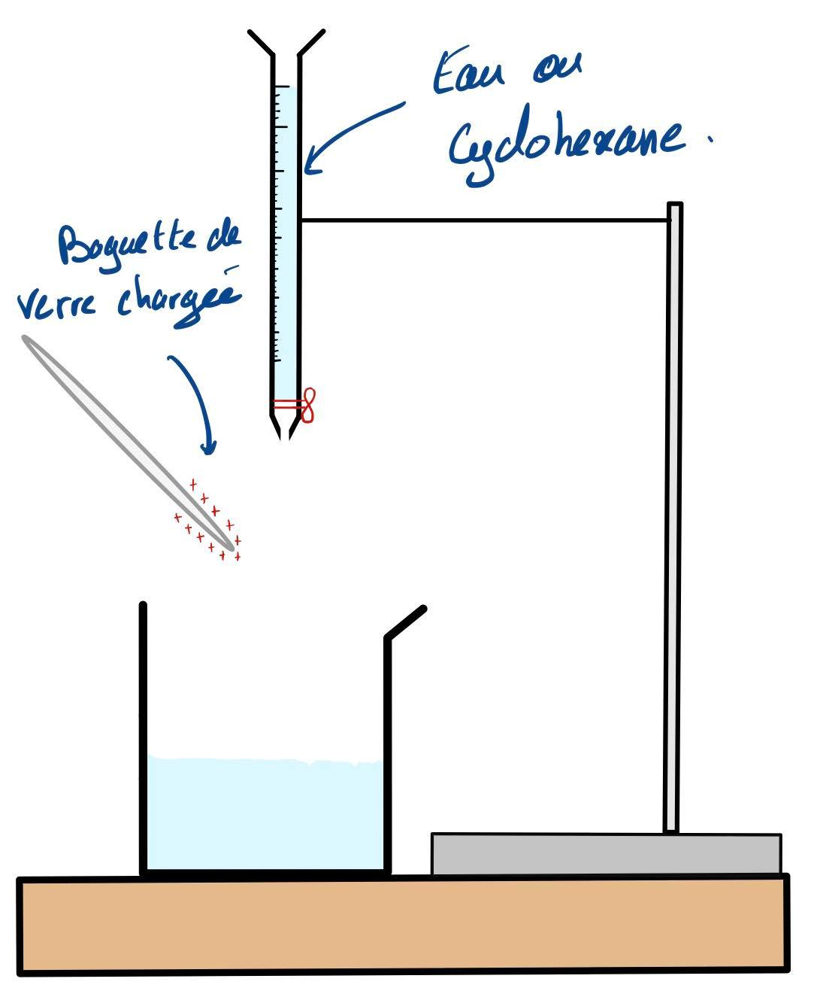 Eau ou
Cyclohexane.
Baguette de
verre chargée